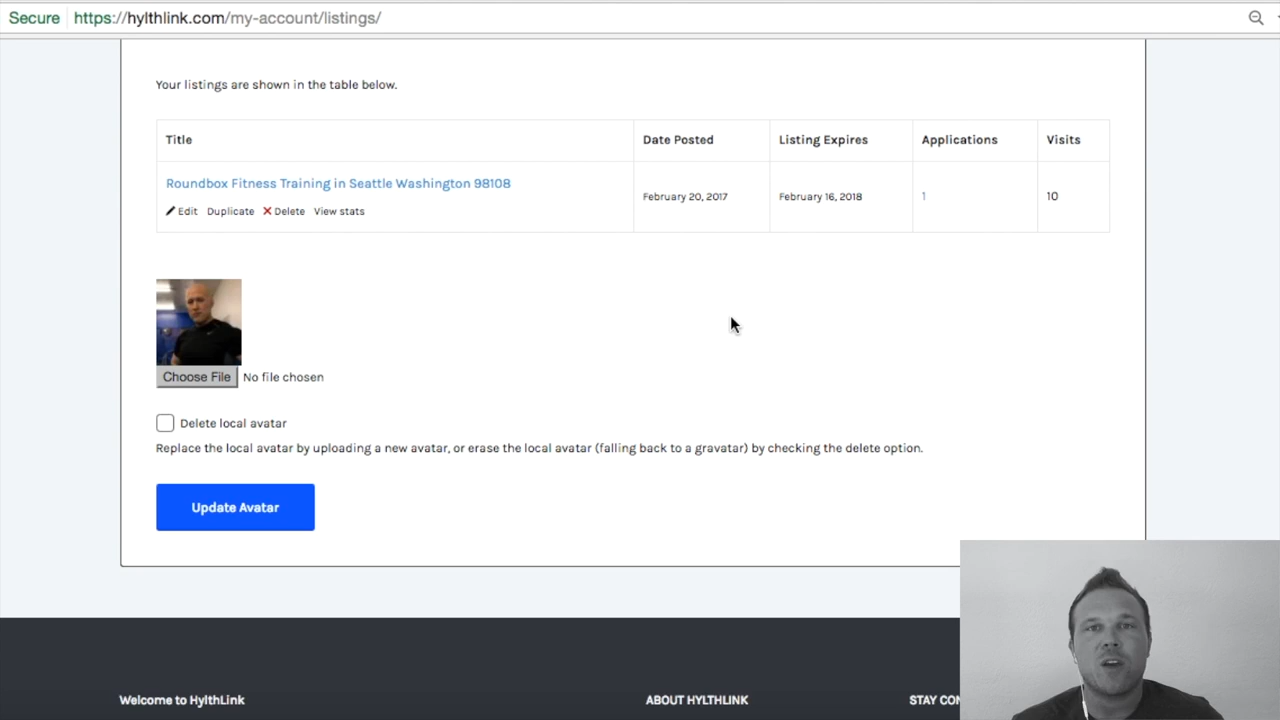 Secure https://hylthlink.com/my-account/listings/
Your listings are shown in the table below.
Title Date Posted Listing Expires Applications Visits
Roundbox Fitness Training in Seattle Washington 98108
Edit Duplicate Delete View stats
February 20, 2017 February 16, 2018 1 10
Choose File No file chosen
Delete local avatar
Replace the local avatar by uploading a new avatar, or erase the local avatar (falling back to a gravatar) by checking the delete option.
Update Avatar
Welcome to HylthLink ABOUT HYLTHLINK STAY CON